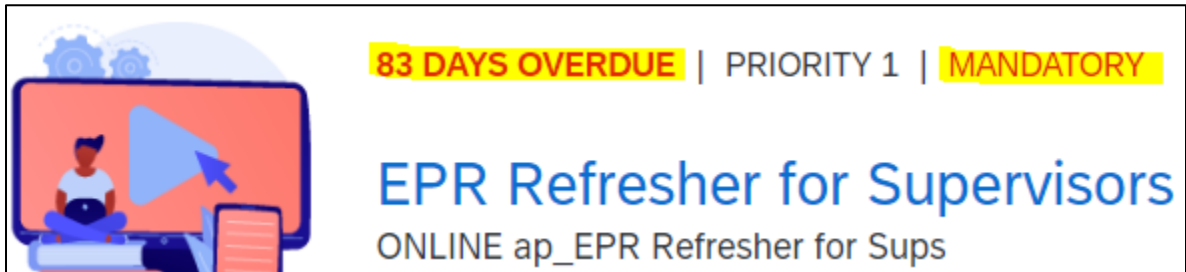 83 DAYS OVERDUE | PRIORITY 1 | MANDATORY
EPR Refresher for Supervisors
ONLINE ap_EPR Refresher for Sups